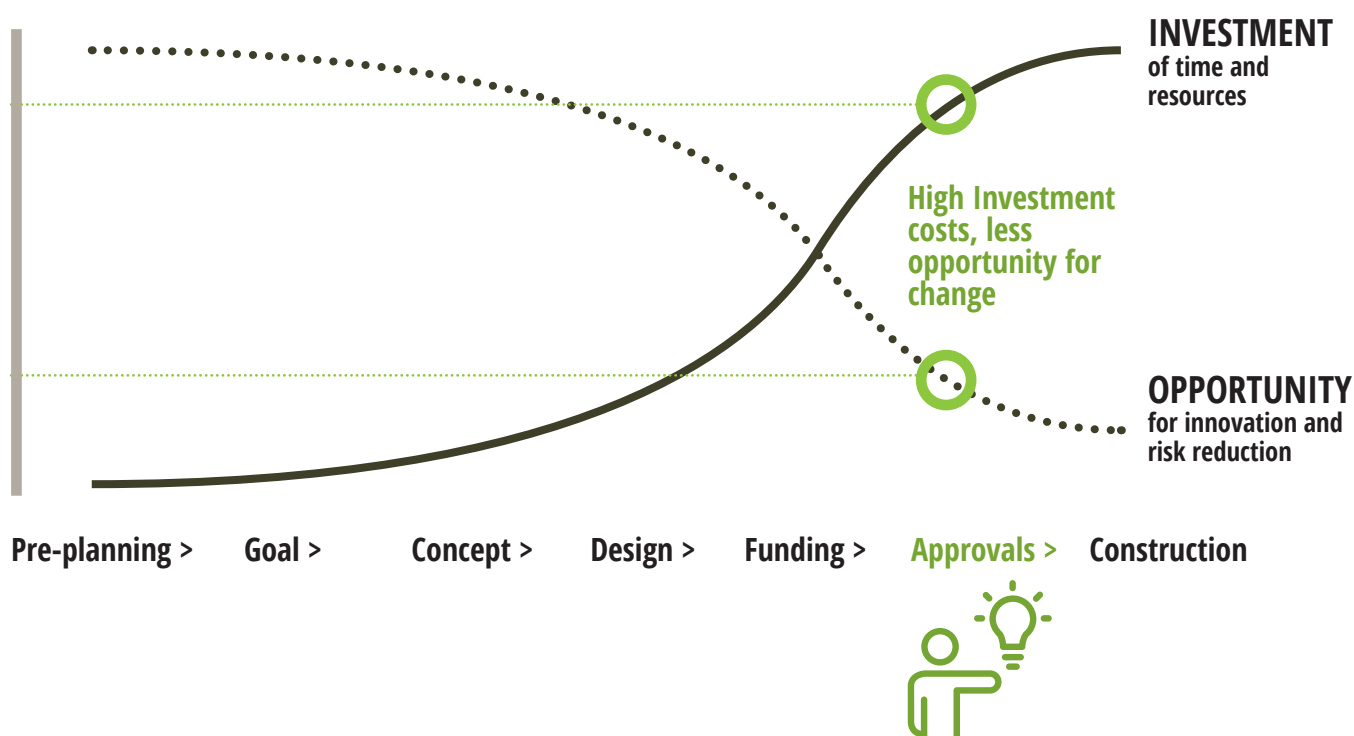 INVESTMENT
of time and
resources
High Investment
costs, less
opportunity for
change
OPPORTUNITY
for innovation and
risk reduction
Pre-planning > Goal > Concept > Design > Funding > Approvals > Construction